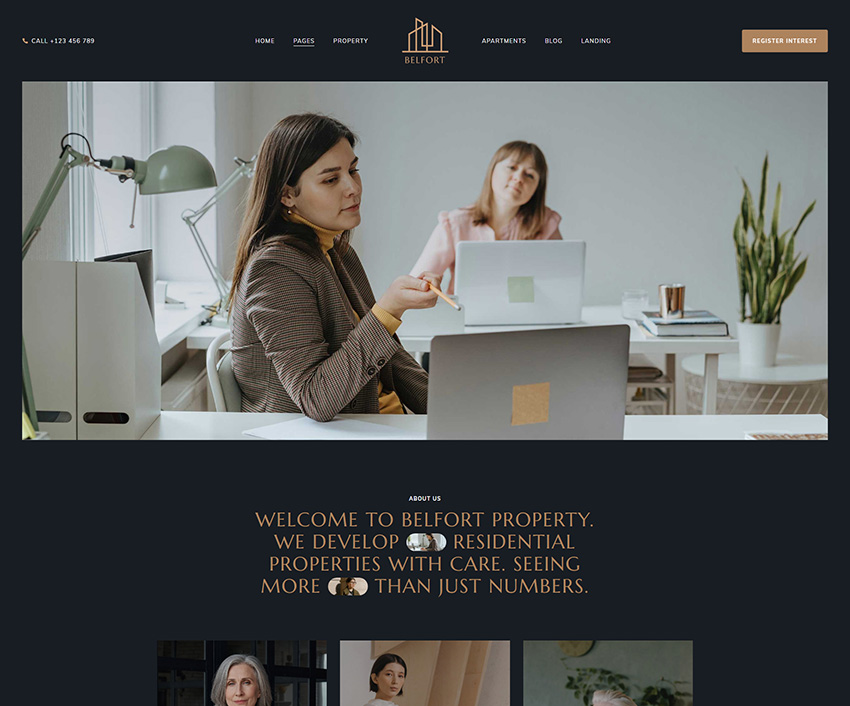 CALL +123 456 789
HOME
PAGES
PROPERTY
BELFORT
APARTMENTS
BLOG
LANDING
REGISTER INTEREST
ABOUT US
WELCOME TO BELFORT PROPERTY.
WE DEVELOP RESIDENTIAL
PROPERTIES WITH CARE. SEEING
MORE THAN JUST NUMBERS.